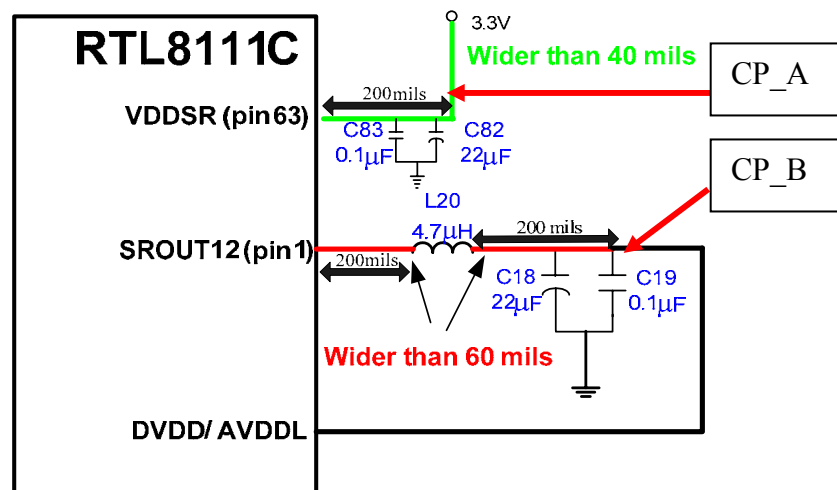 RTL8111C
3.3V
Wider than 40 mils
CP_A
200mils
VDDSR (pin63)
C83
0.1µF
C82
22µF
CP_B
L20
4.7µH
200 mils
SROUT12 (pin1)
200mils
C18
22µF
C19
0.1µF
Wider than 60 mils
DVDD/ AVDDL